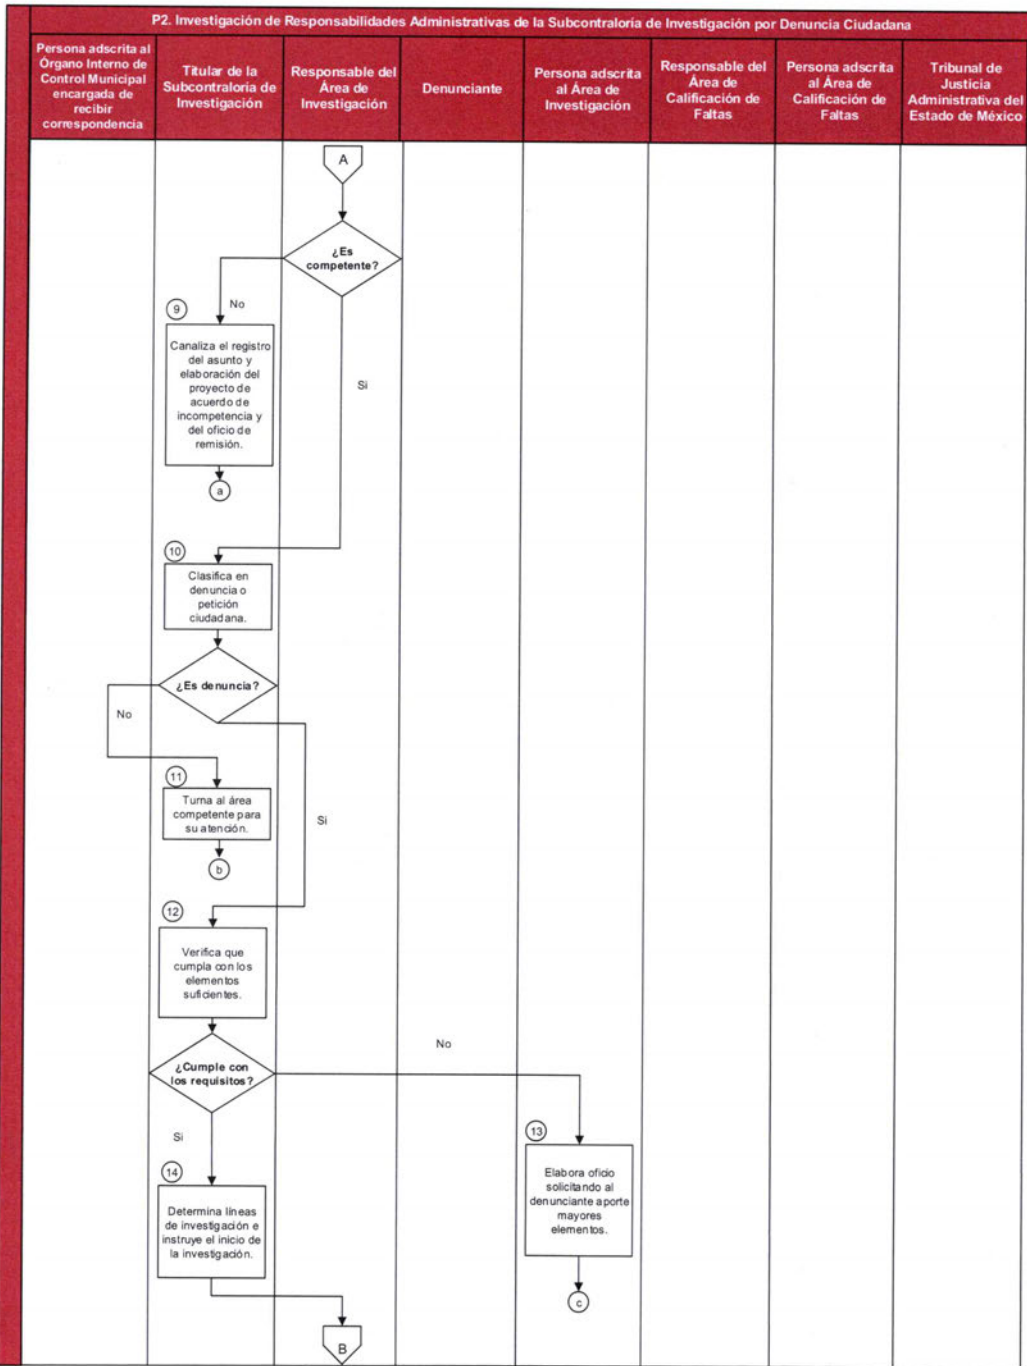 P2. Investigación de Responsabilidades Administrativas de la Subcontraloría de Investigación por Denuncia Ciudadana
Persona adscrita al
Órgano Interno de
Control Municipal
encargada de
recibir
correspondencia
Titular de la
Subcontraloría de
Investigación
Responsable del
Área de
Investigación
Denunciante
Persona adscrita
al Área de
Investigación
Responsable del
Área de
Calificación de
Faltas
Persona adscrita
al Área de
Calificación de
Faltas
Tribunal de
Justicia
Administrativa del
Estado de México
A
¿Es
competente?
No
9
Canaliza el registro
del asunto y
elaboración del
proyecto de
acuerdo de
incompetencia y
del oficio de
remisión.
Si
a
10
Clasifica en
denuncia o
petición
ciudadana.
¿Es denuncia?
No
11
Turna al área
competente para
su atención.
Si
b
12
Verifica que
cumpla con los
elementos
suficientes.
¿Cumple con
los requisitos?
No
Si
13
Elabora oficio
solicitando al
denunciante aporte
mayores
elementos.
14
Determina líneas
de investigación e
instruye el inicio de
la investigación.
c
B